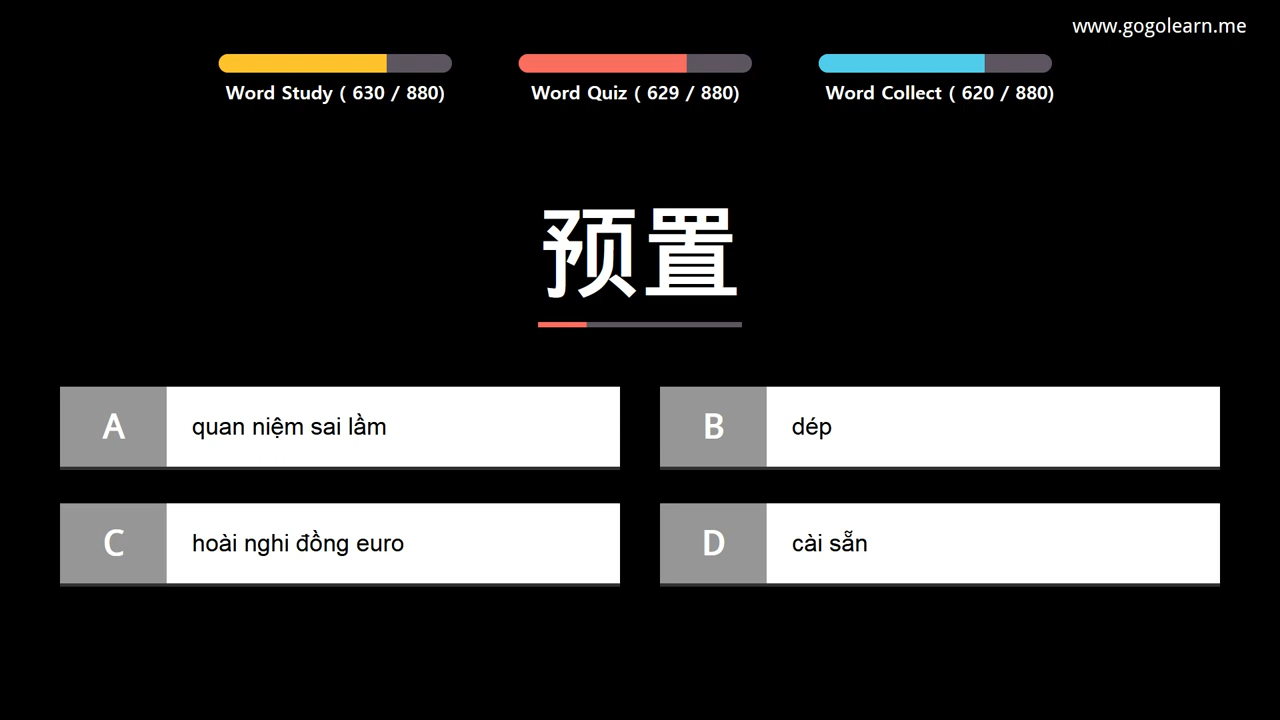 www.gogolearn.me
Word Study ( 630 / 880)
Word Quiz ( 629 / 880)
Word Collect ( 620 / 880)
预置
A quan niệm sai lầm
B dép
C hoài nghi đồng euro
D cài sẵn